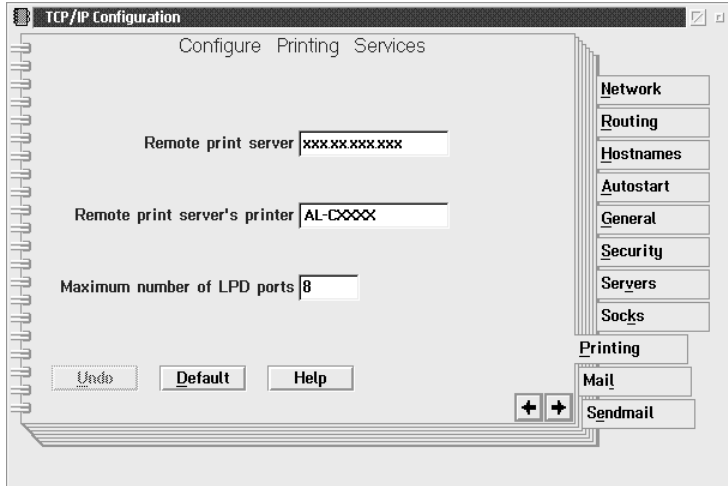 TCP/IP Configuration
Configure Printing Services
Remote print server xxx.xx.xxx.xxx
Remote print server's printer AL-CXXXX
Maximum number of LPD ports 8
Undo Default Help
Network
Routing
Hostnames
Autostart
General
Security
Servers
Socks
Printing
Mail
Sendmail